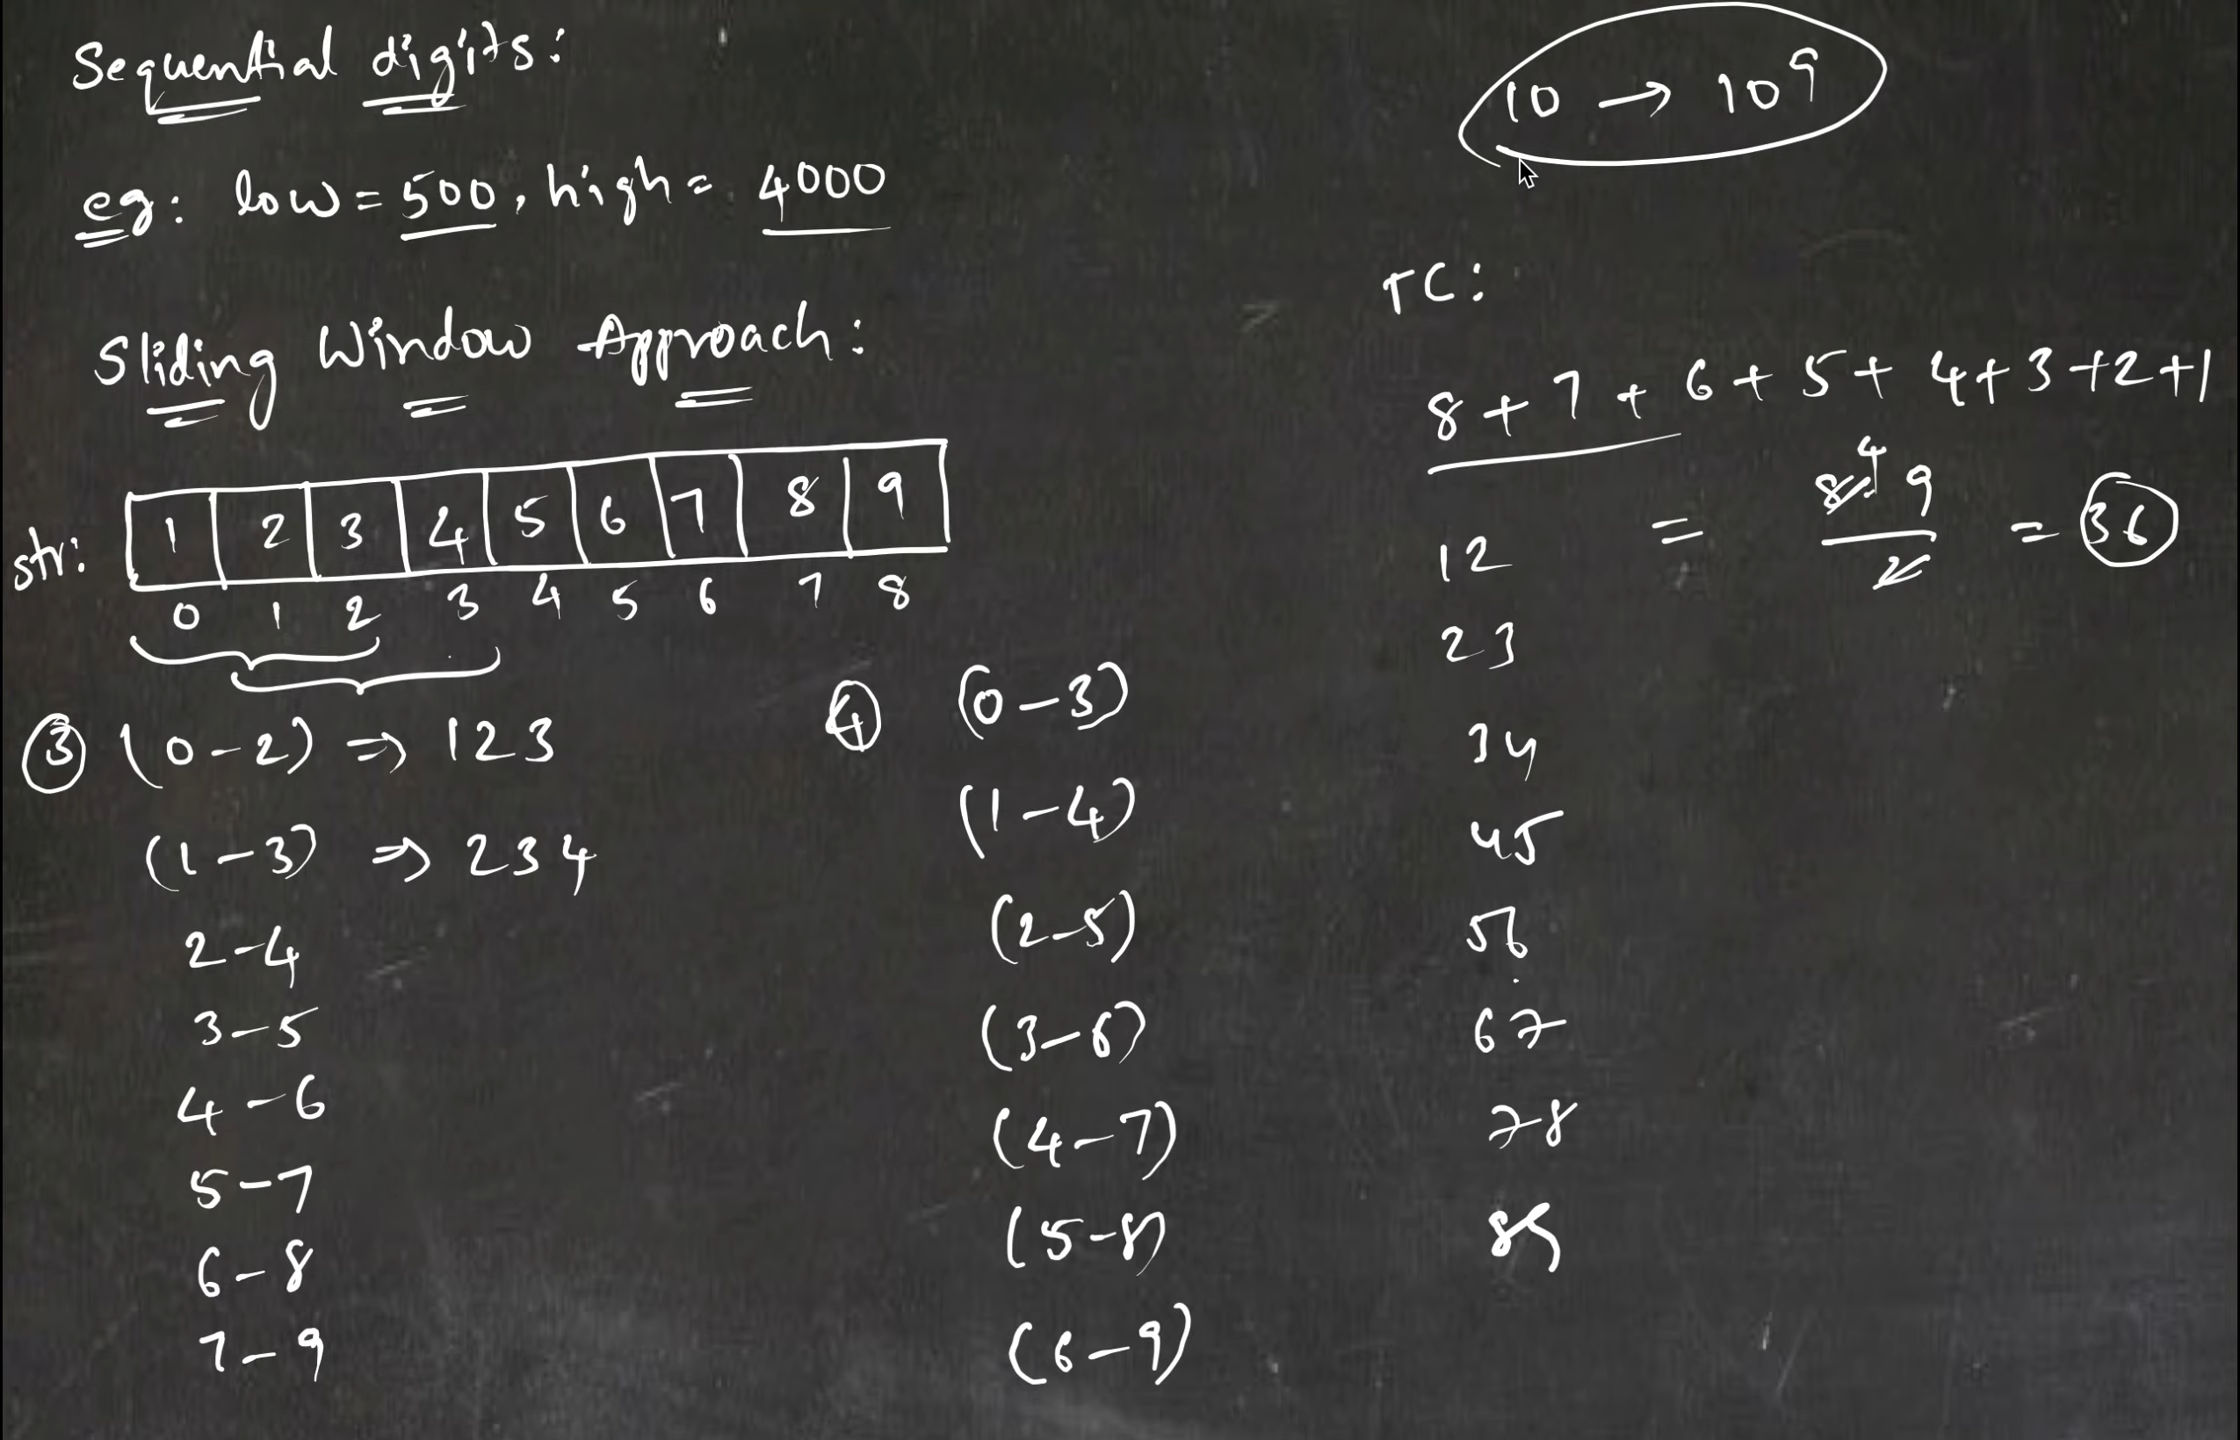 Sequential digits:
10 → 10⁹
eg: low = 500, high = 4000
Sliding Window Approach:
str: 1 2 3 4 5 6 7 8 9
0 1 2 3 4 5 6 7 8
③ (0-2) ⇒ 123
(1-3) ⇒ 234
2-4
3-5
4-6
5-7
6-8
7-9
④ (0-3)
(1-4)
(2-5)
(3-6)
(4-7)
(5-8)
(6-9)
TC:
8+7+6+5+4+3+2+1
= 8⁴ 9 / 2 = 36
12
23
34
45
56
67
78
89